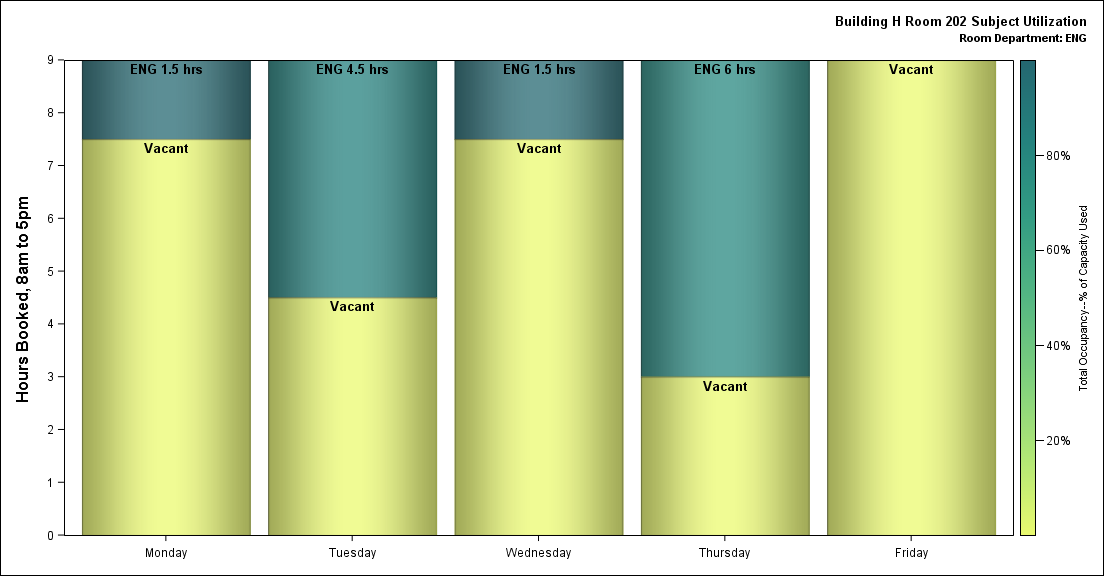 Building H Room 202 Subject Utilization
Room Department: ENG
Hours Booked, 8am to 5pm
9
8
7
6
5
4
3
2
1
0
ENG 1.5 hrs
Vacant
ENG 4.5 hrs
Vacant
ENG 1.5 hrs
Vacant
ENG 6 hrs
Vacant
Vacant
Monday
Tuesday
Wednesday
Thursday
Friday
80%
60%
40%
20%
Total Occupancy--% of Capacity Used